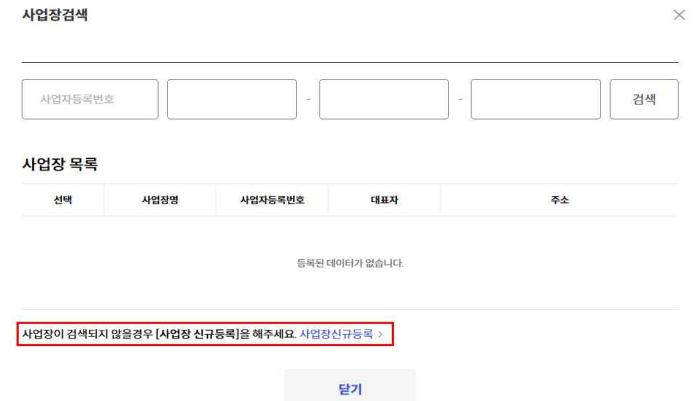 사업장검색
사업자등록번호 - - 검색
사업장 목록
선택 사업장명 사업자등록번호 대표자 주소
등록된 데이터가 없습니다.
사업장이 검색되지 않을경우 [사업장 신규등록]을 해주세요. 사업장신규등록 >
닫기